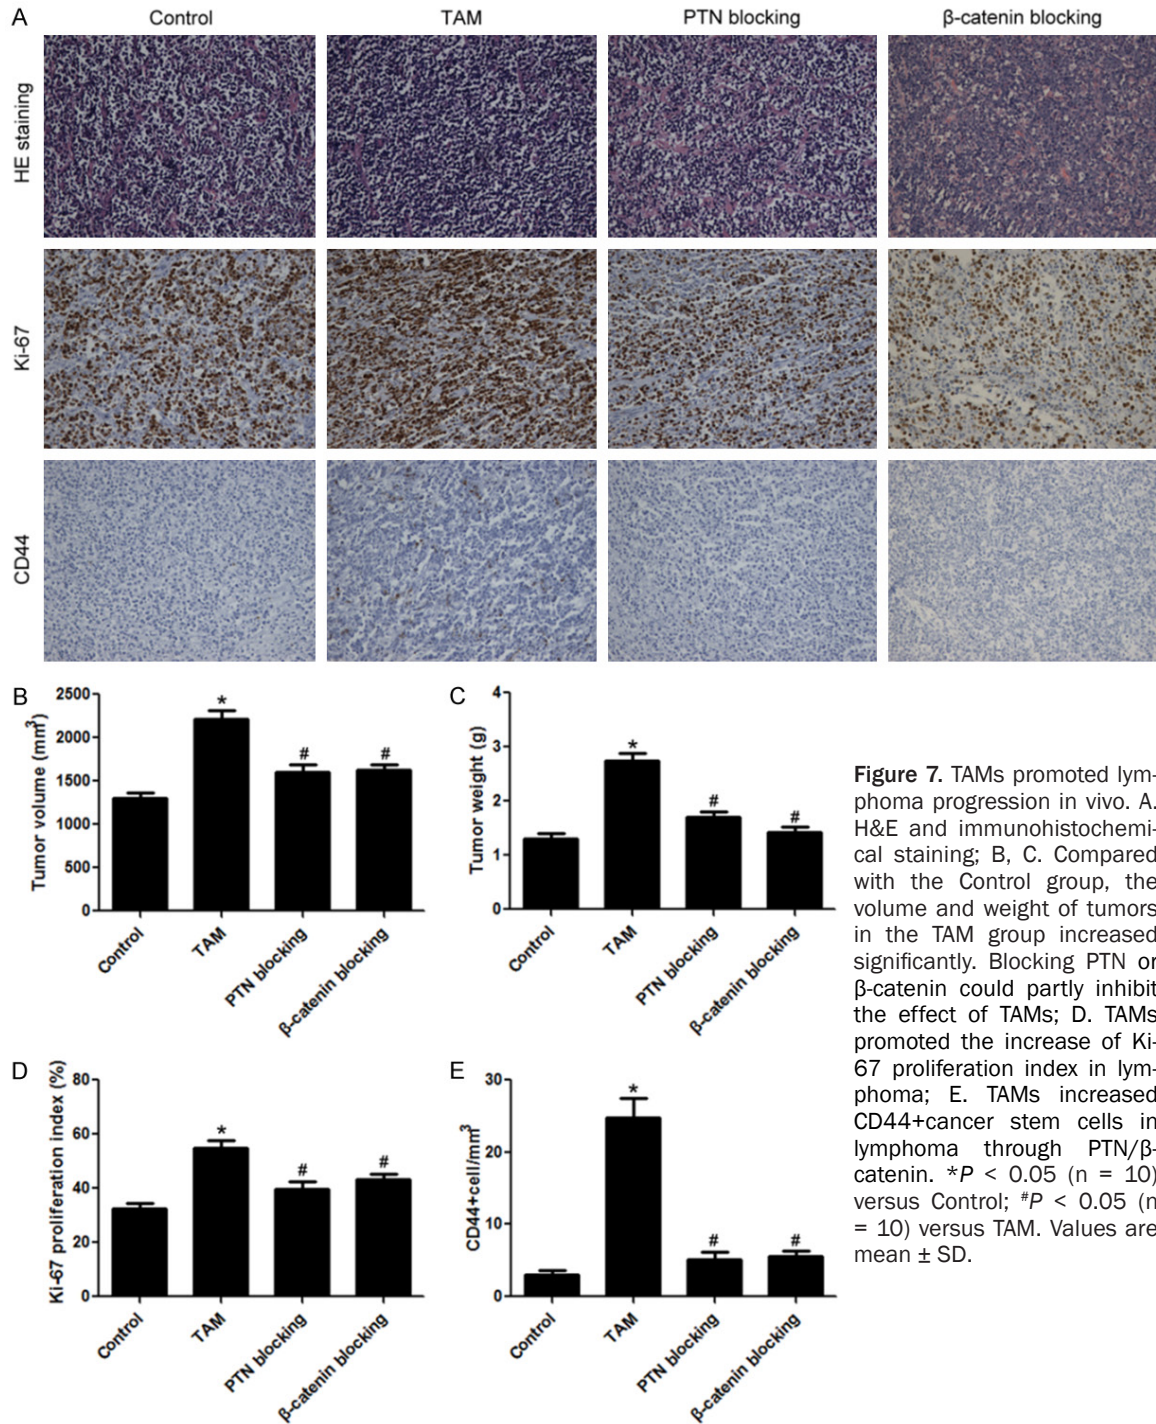 A
Control
TAM
PTN blocking
β-catenin blocking
HE staining
Ki-67
CD44
B
Tumor volume (mm³)
2500
2000
1500
1000
500
0
*
#
#
Control
TAM
PTN blocking
β-catenin blocking
C
Tumor weight (g)
4
3
2
1
0
*
#
#
Control
TAM
PTN blocking
β-catenin blocking
D
Ki-67 proliferation index (%)
80
60
40
20
0
*
#
#
Control
TAM
PTN blocking
β-catenin blocking
E
CD44+cell/mm³
30
20
10
0
*
#
#
Control
TAM
PTN blocking
β-catenin blocking
Figure 7. TAMs promoted lym-
phoma progression in vivo. A.
H&E and immunohistochemi-
cal staining; B, C. Compared
with the Control group, the
volume and weight of tumors
in the TAM group increased
significantly. Blocking PTN or
β-catenin could partly inhibit
the effect of TAMs; D. TAMs
promoted the increase of Ki-
67 proliferation index in lym-
phoma; E. TAMs increased
CD44+cancer stem cells in
lymphoma through PTN/β-
catenin. *P < 0.05 (n = 10)
versus Control; #P < 0.05 (n
= 10) versus TAM. Values are
mean ± SD.